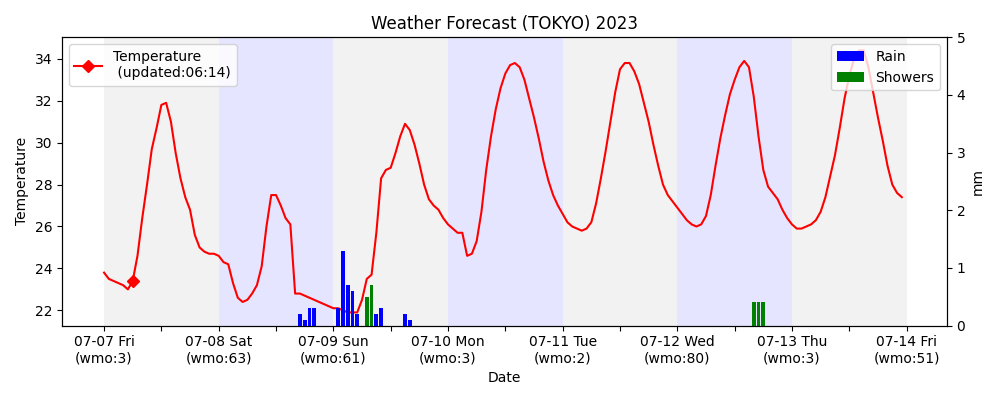 Weather Forecast (TOKYO) 2023
Temperature
(updated:06:14)
Rain
Showers
34
32
30
28
26
24
22
Temperature
5
4
3
2
1
0
mm
07-07 Fri
(wmo:3)
07-08 Sat
(wmo:63)
07-09 Sun
(wmo:61)
07-10 Mon
(wmo:3)
07-11 Tue
(wmo:2)
07-12 Wed
(wmo:80)
07-13 Thu
(wmo:3)
07-14 Fri
(wmo:51)
Date